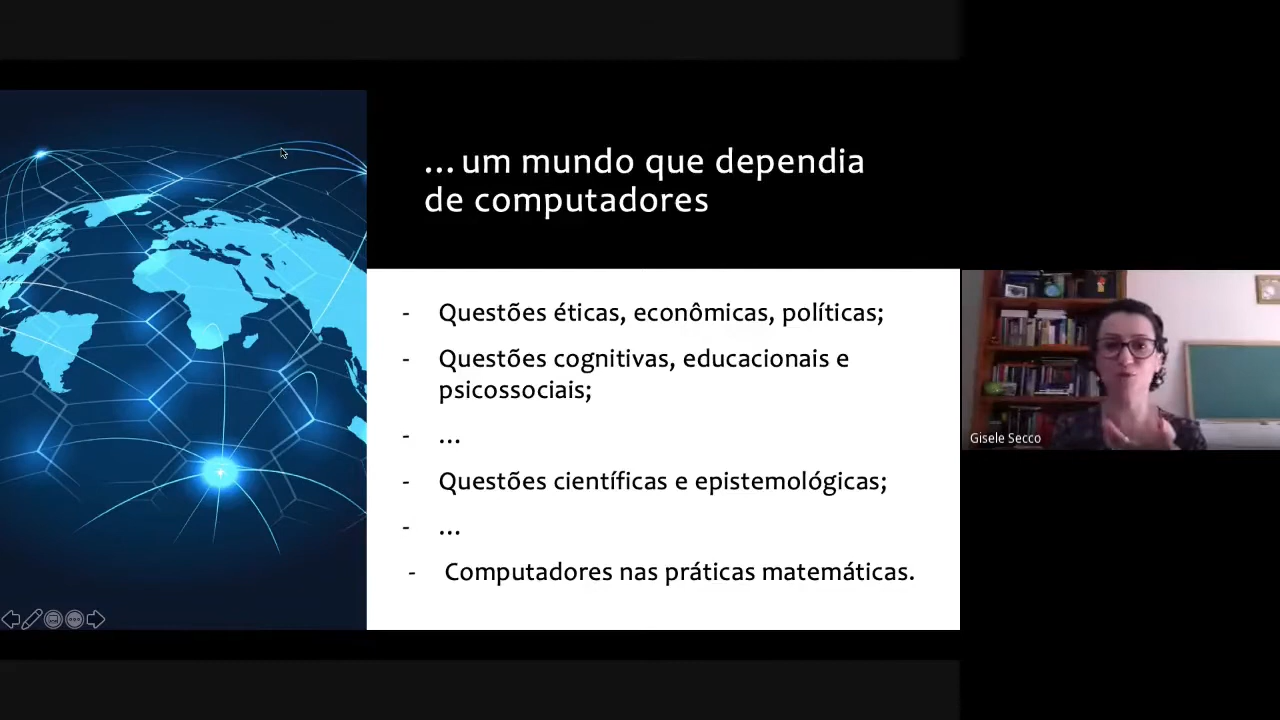 ...um mundo que dependia
de computadores
- Questões éticas, econômicas, políticas;
- Questões cognitivas, educacionais e
psicossociais;
- ...
- Questões científicas e epistemológicas;
- ...
- Computadores nas práticas matemáticas.
Gisele Secco